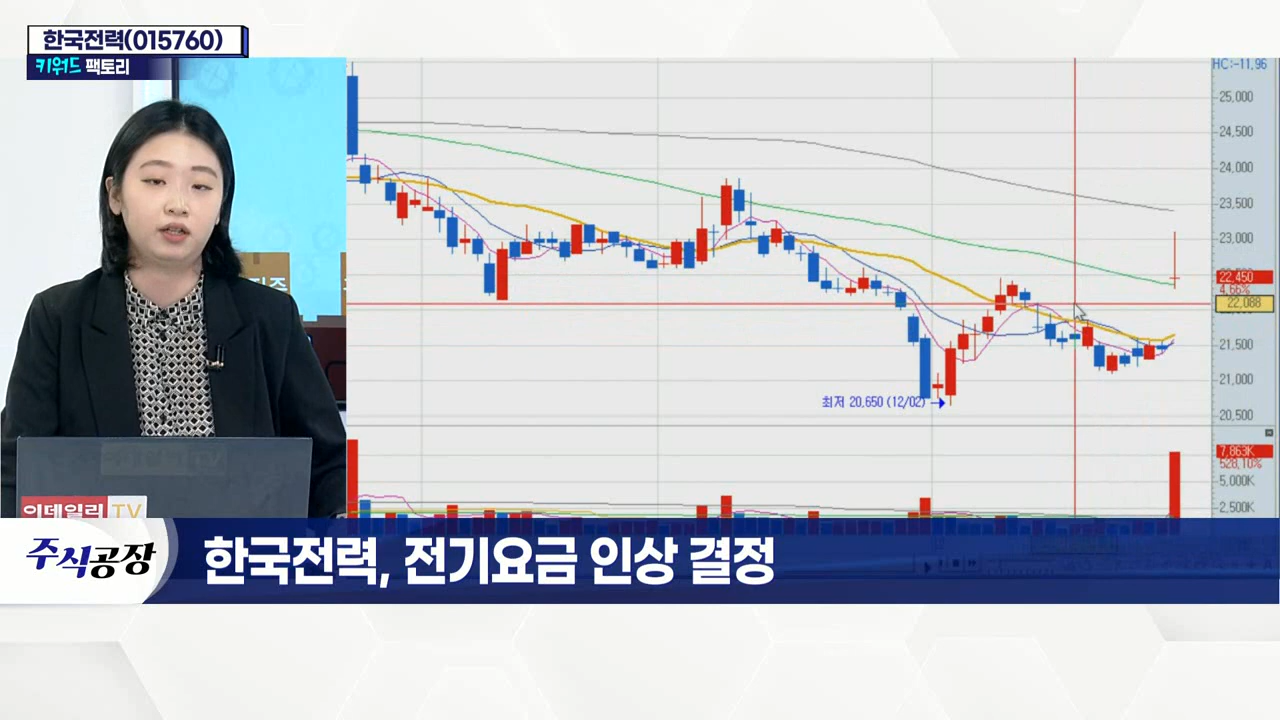 한국전력(015760)
키워드 팩토리
HC:-11,96
25,000
24,500
24,000
23,500
23,000
22,450
4,66%
22,088
21,500
21,000
20,500
최저 20,650 (12/02)
7,863K
528,10%
5,000K
2,500K
이데일리 TV
주식공장
한국전력, 전기요금 인상 결정